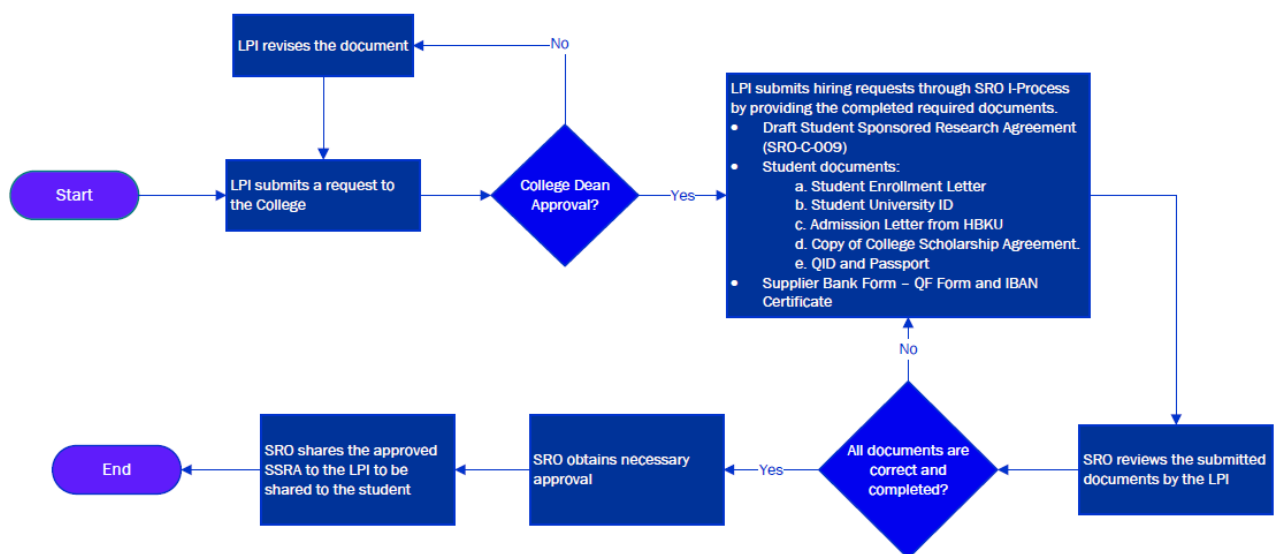 LPI revises the document
No
Start
LPI submits a request to
the College
College Dean
Approval?
Yes
LPI submits hiring requests through SRO I-Process
by providing the completed required documents.
• Draft Student Sponsored Research Agreement
(SRO-C-009)
• Student documents:
a. Student Enrollment Letter
b. Student University ID
c. Admission Letter from HBKU
d. Copy of College Scholarship Agreement.
e. QID and Passport
• Supplier Bank Form – QF Form and IBAN
Certificate
No
SRO reviews the submitted
documents by the LPI
All documents are
correct and
completed?
Yes
SRO obtains necessary
approval
SRO shares the approved
SSRA to the LPI to be
shared to the student
End